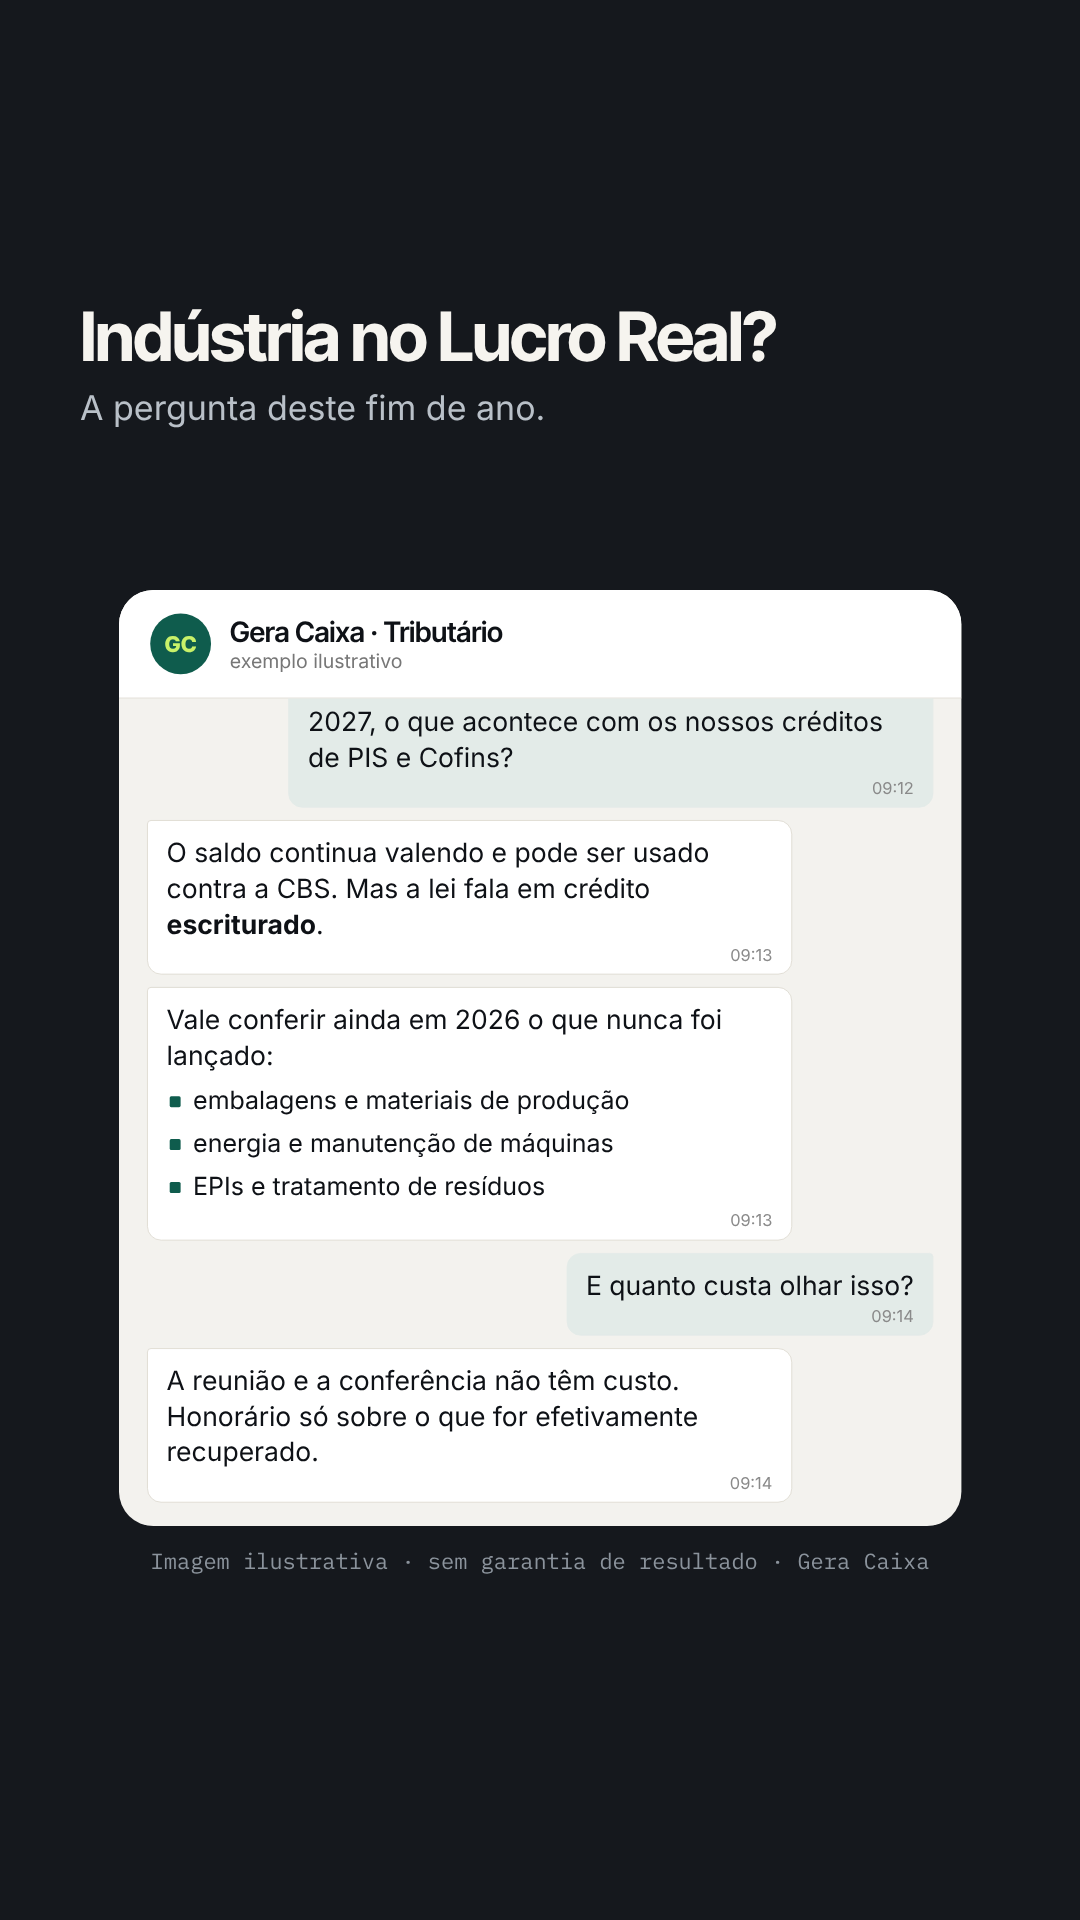 Indústria no Lucro Real?
A pergunta deste fim de ano.
GC
Gera Caixa · Tributário
exemplo ilustrativo
2027, o que acontece com os nossos créditos
de PIS e Cofins?
09:12
O saldo continua valendo e pode ser usado
contra a CBS. Mas a lei fala em crédito
escriturado.
09:13
Vale conferir ainda em 2026 o que nunca foi
lançado:
embalagens e materiais de produção
energia e manutenção de máquinas
EPIs e tratamento de resíduos
09:13
E quanto custa olhar isso?
09:14
A reunião e a conferência não têm custo.
Honorário só sobre o que for efetivamente
recuperado.
09:14
Imagem ilustrativa · sem garantia de resultado · Gera Caixa